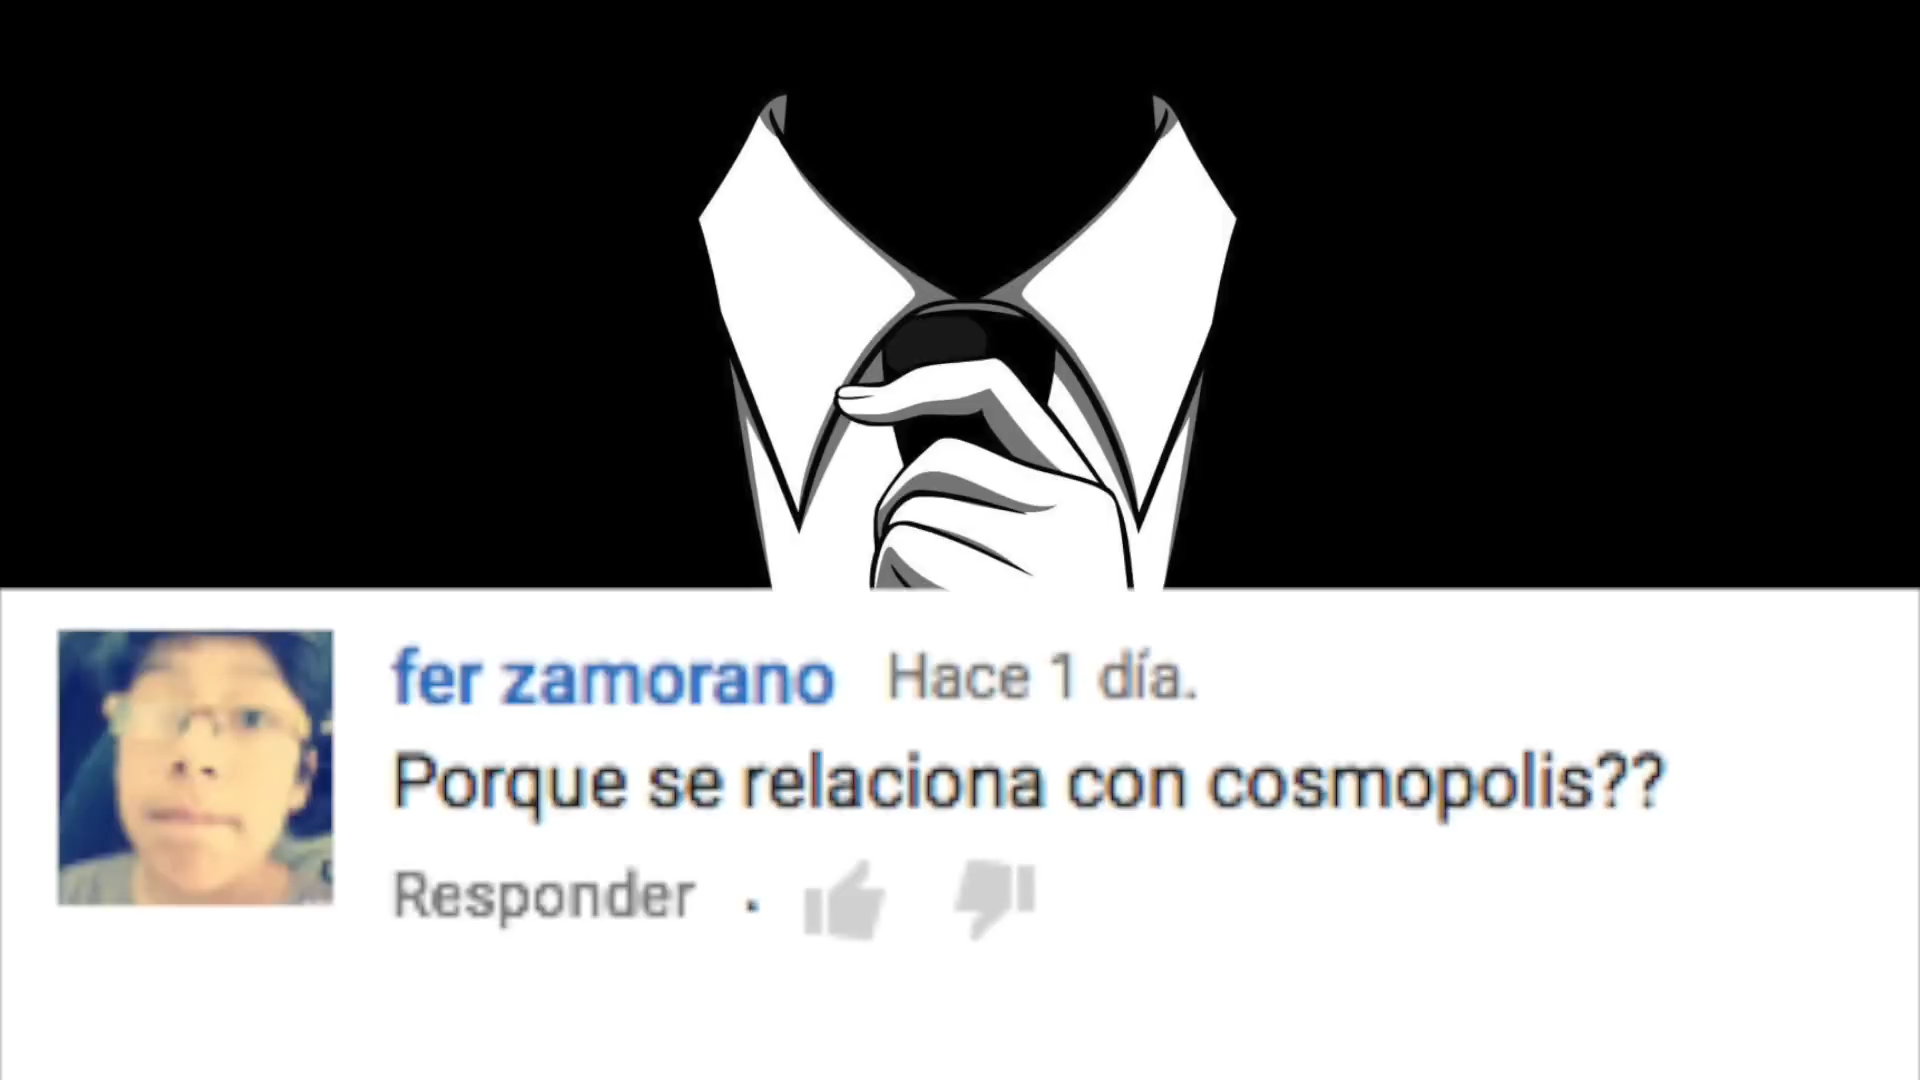 fer zamorano Hace 1 día.
Porque se relaciona con cosmopolis??
Responder .